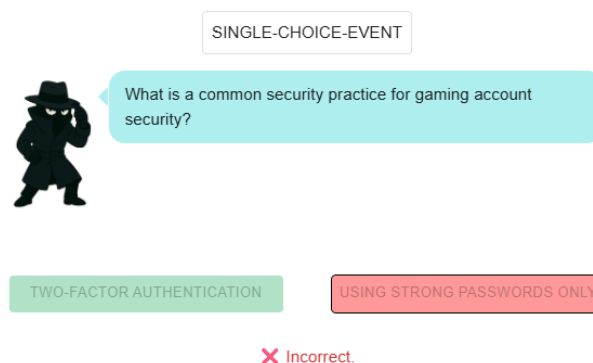 SINGLE-CHOICE-EVENT
What is a common security practice for gaming account
security?
TWO-FACTOR AUTHENTICATION
USING STRONG PASSWORDS ONLY
Incorrect.